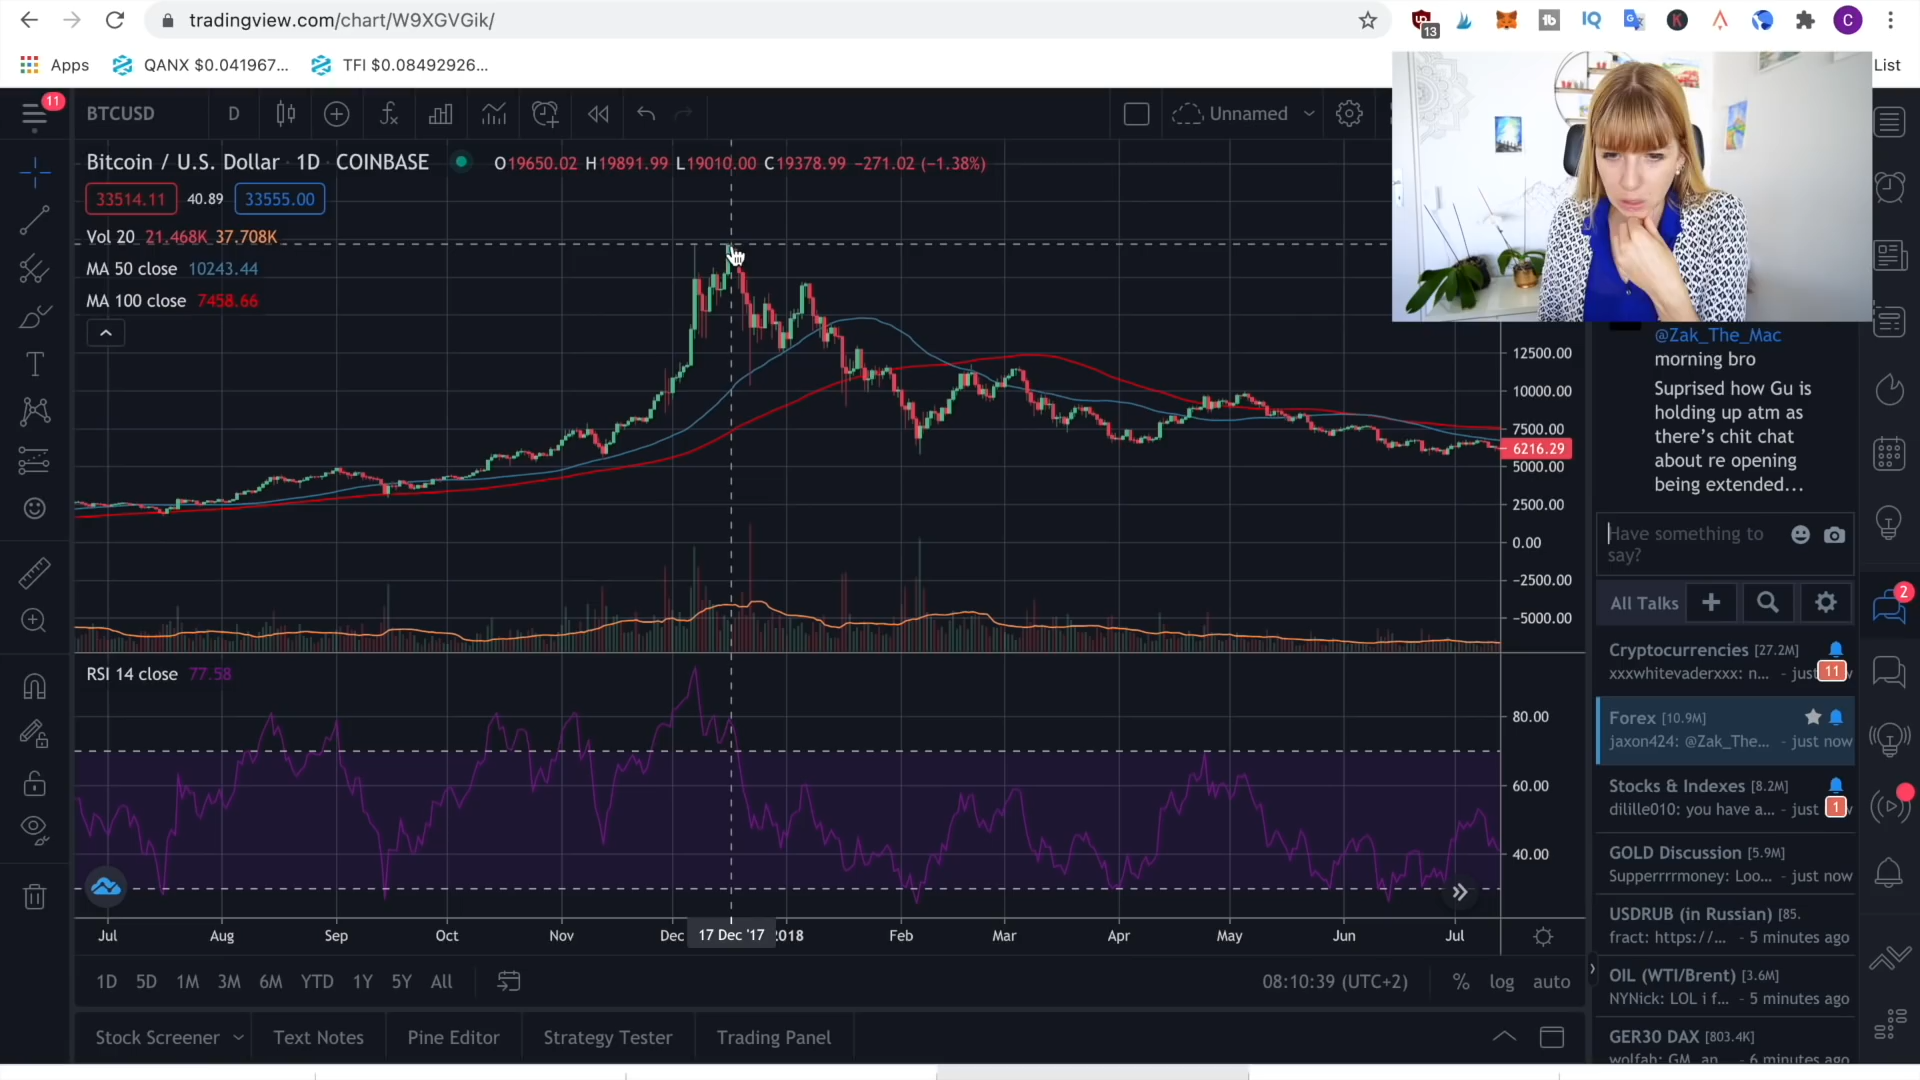 tradingview.com/chart/W9XGVGik/
13
C
Apps
QANX $0.041967...
TFI $0.08492926...
List
11
BTCUSD
D
Unnamed
Bitcoin / U.S. Dollar 1D COINBASE
O19650.02 H19891.99 L19010.00 C19378.99 −271.02 (−1.38%)
33514.11 40.89 33555.00
Vol 20 21.468K 37.708K
MA 50 close 10243.44
MA 100 close 7458.66
12500.00
10000.00
7500.00
6216.29
5000.00
2500.00
0.00
−2500.00
−5000.00
RSI 14 close 77.58
80.00
60.00
40.00
Jul Aug Sep Oct Nov Dec 17 Dec '17 2018 Feb Mar Apr May Jun Jul
1D 5D 1M 3M 6M YTD 1Y 5Y All
08:10:39 (UTC+2)
% log auto
Stock Screener
Text Notes
Pine Editor
Strategy Tester
Trading Panel
@Zak_The_Mac
morning bro
Suprised how Gu is
holding up atm as
there's chit chat
about re opening
being extended...
Have something to
say?
All Talks
2
Cryptocurrencies [27.2M]
xxxwhitevaderxxx: n... - just
11
Forex [10.9M]
jaxon424: @Zak_The... - just now
Stocks & Indexes [8.2M]
dilille010: you have a... - just
1
GOLD Discussion [5.9M]
Supperrrrmoney: Loo... - just now
USDRUB (in Russian) [85.
fract: https://... - 5 minutes ago
OIL (WTI/Brent) [3.6M]
NYNick: LOL i f... - 5 minutes ago
GER30 DAX [803.4K]
wolfah: GM, an... - 6 minutes ago